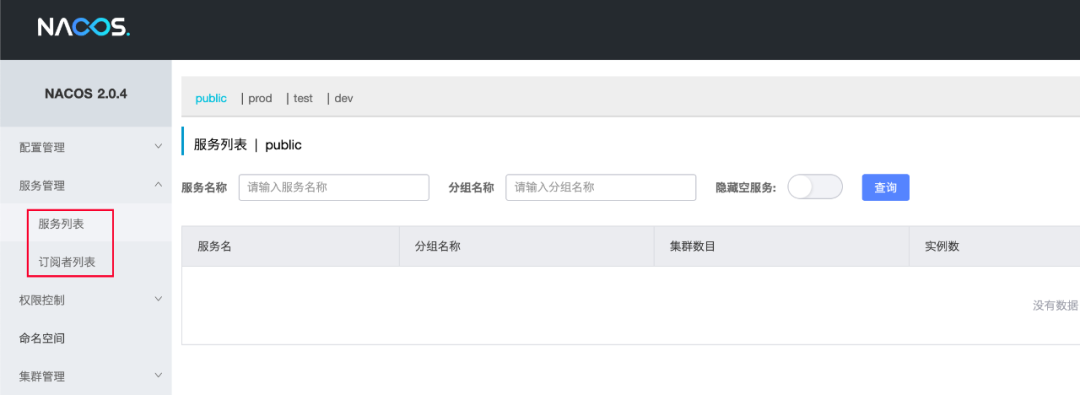 NACOS.
NACOS 2.0.4
配置管理
服务管理
服务列表
订阅者列表
权限控制
命名空间
集群管理
public | prod | test | dev
服务列表 | public
服务名称 请输入服务名称 分组名称 请输入分组名称 隐藏空服务: 查询
服务名 分组名称 集群数目 实例数
没有数据